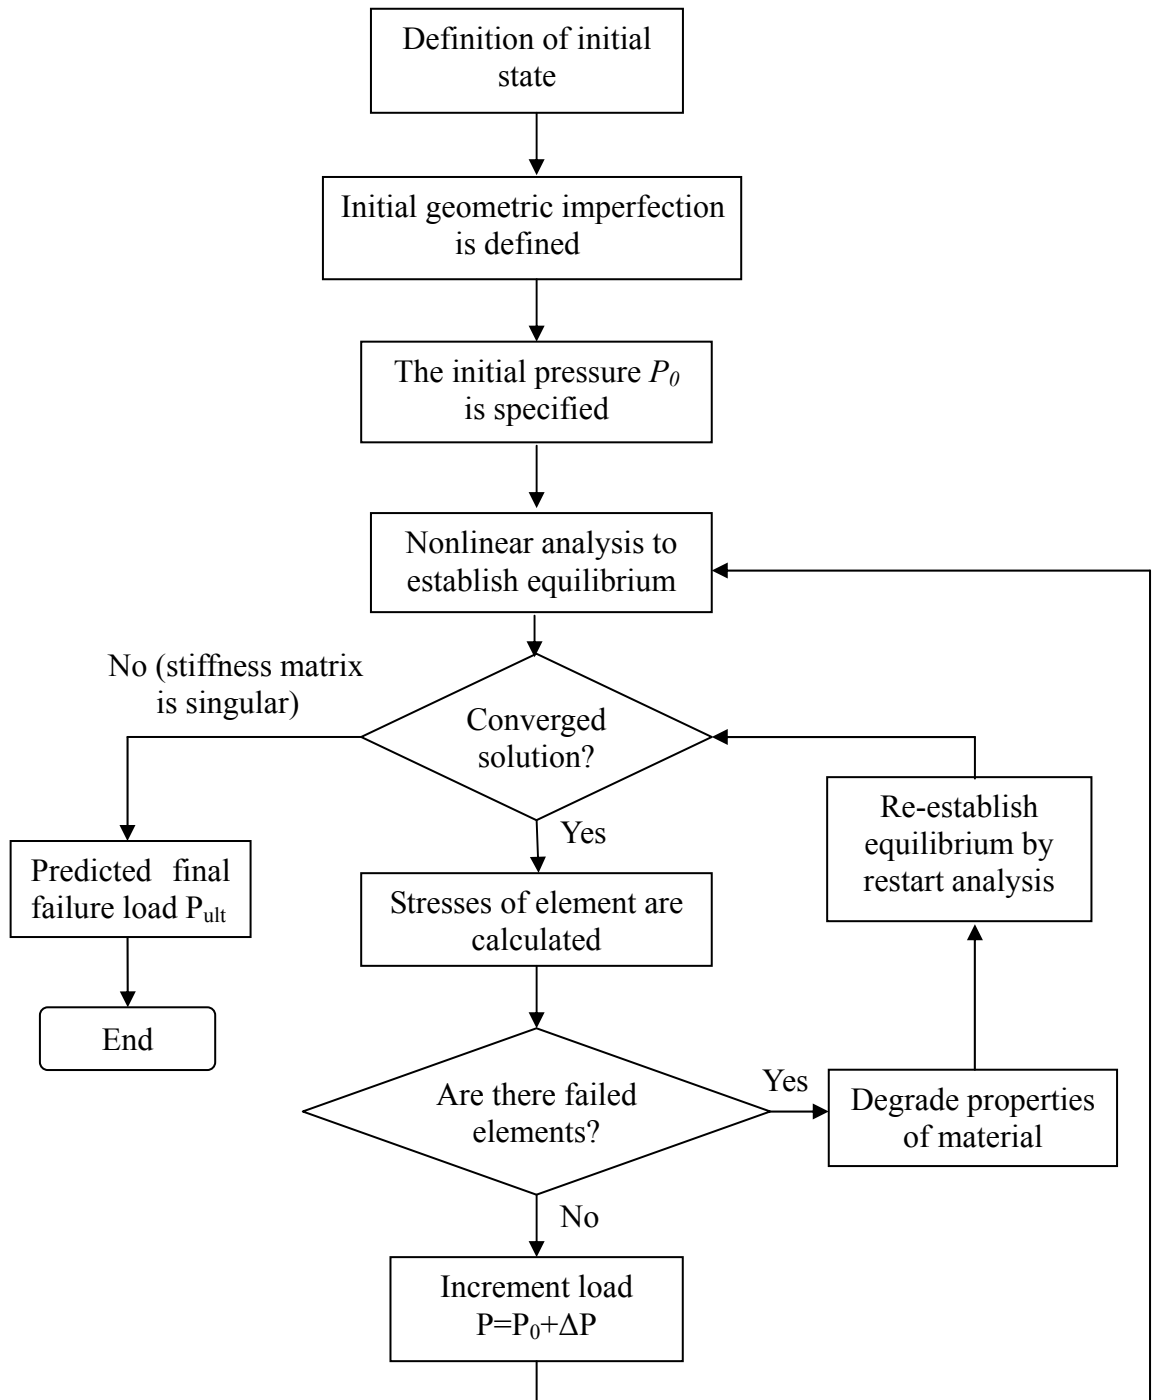 Definition of initial
state
Initial geometric imperfection
is defined
The initial pressure P₀
is specified
Nonlinear analysis to
establish equilibrium
No (stiffness matrix
is singular)
Converged
solution?
Yes
Re-establish
equilibrium by
restart analysis
Predicted final
failure load Pult
End
Stresses of element are
calculated
Are there failed
elements?
Yes
Degrade properties
of material
No
Increment load
P=P₀+ΔP